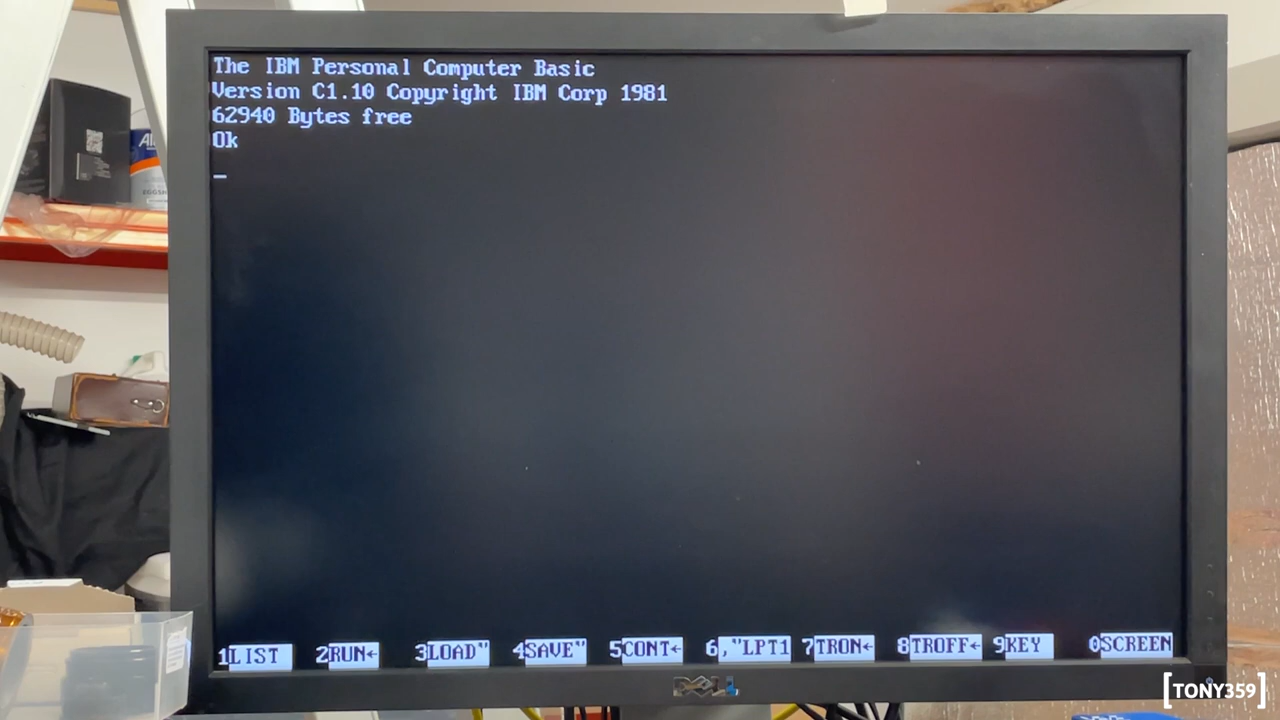 The IBM Personal Computer Basic
Version C1.10 Copyright IBM Corp 1981
62940 Bytes free
Ok
_
1LIST 2RUN← 3LOAD" 4SAVE" 5CONT← 6,"LPT1 7TRON← 8TROFF← 9KEY 0SCREEN
DELL
[TONY359]